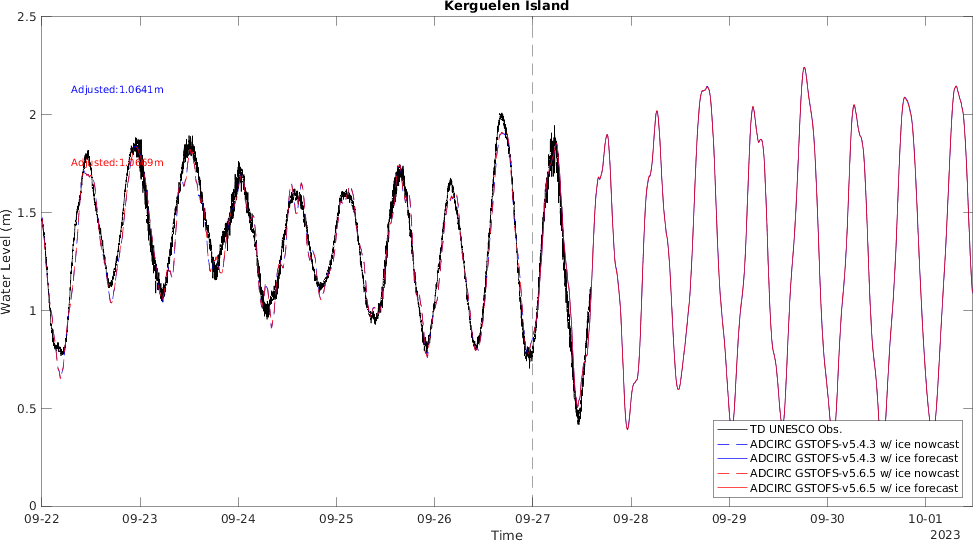 Kerguelen Island
2.5
2
1.5
1
0.5
0
Water Level (m)
Adjusted:1.0641m
Adjusted:1.0659m
TD UNESCO Obs.
ADCIRC GSTOFS-v5.4.3 w/ ice nowcast
ADCIRC GSTOFS-v5.4.3 w/ ice forecast
ADCIRC GSTOFS-v5.6.5 w/ ice nowcast
ADCIRC GSTOFS-v5.6.5 w/ ice forecast
09-22 09-23 09-24 09-25 09-26 09-27 09-28 09-29 09-30 10-01
Time
2023